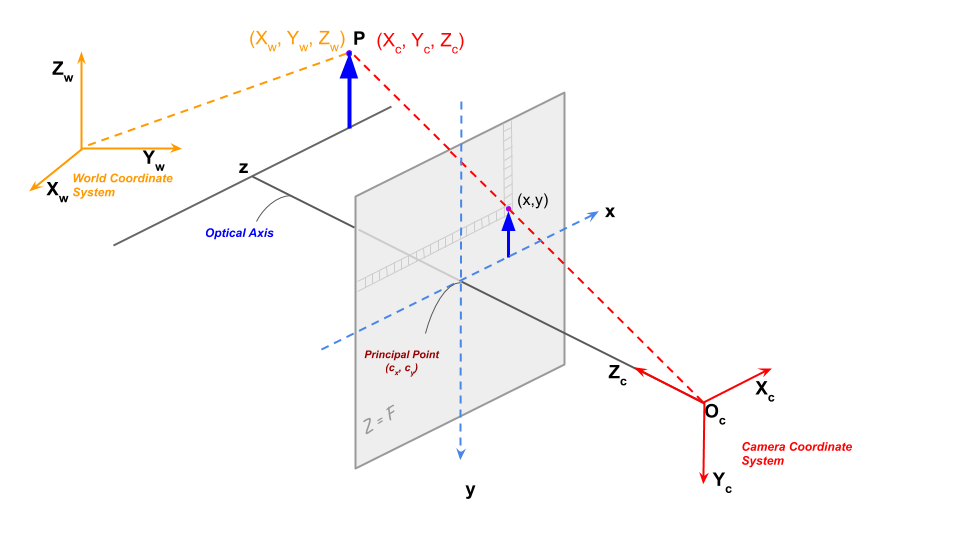 (Xw, Yw, Zw) P (Xc, Yc, Zc)
Zw
Yw
Xw
World Coordinate
System
z
Optical Axis
(x,y)
x
Principal Point
(cx, cy)
Z = F
y
Zc
Xc
Oc
Yc
Camera Coordinate
System